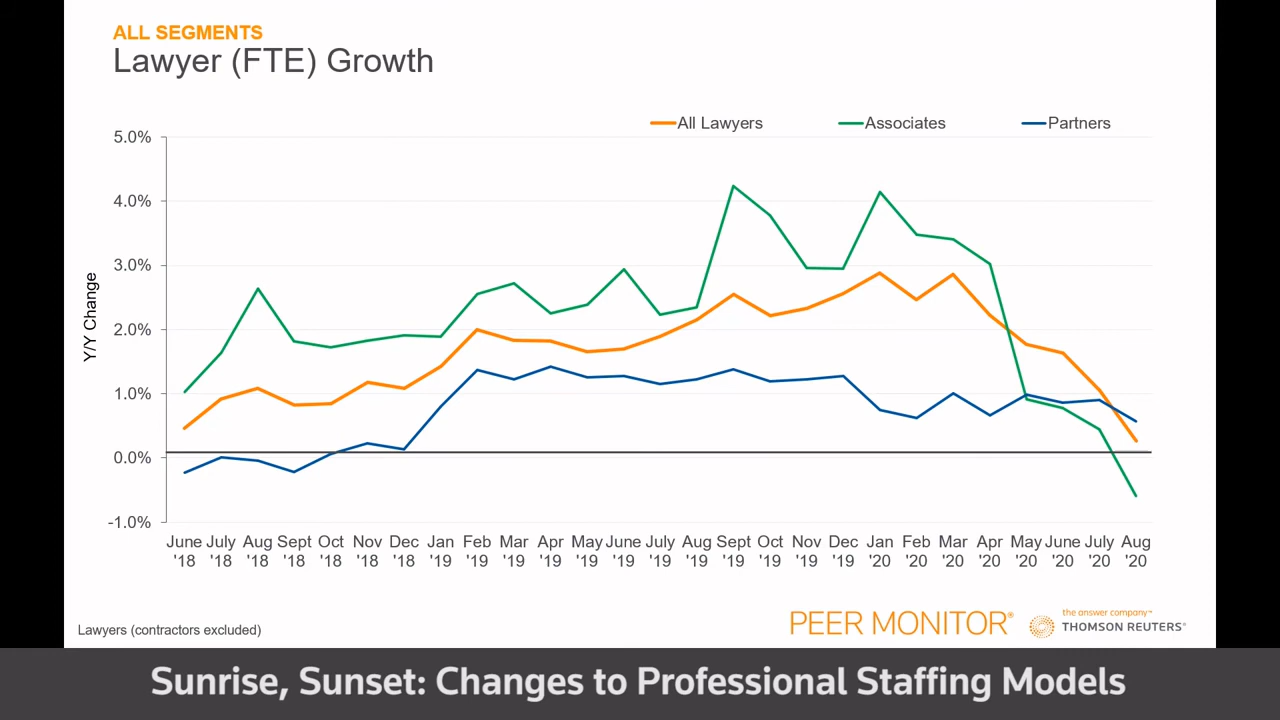 ALL SEGMENTS
Lawyer (FTE) Growth
All Lawyers Associates Partners
5.0%
4.0%
3.0%
2.0%
1.0%
0.0%
-1.0%
Y/Y Change
June July Aug Sept Oct Nov Dec Jan Feb Mar Apr May June July Aug Sept Oct Nov Dec Jan Feb Mar Apr May June July Aug
'18 '18 '18 '18 '18 '18 '18 '19 '19 '19 '19 '19 '19 '19 '19 '19 '19 '19 '19 '20 '20 '20 '20 '20 '20 '20 '20
Lawyers (contractors excluded)
PEER MONITOR®
the answer company™
THOMSON REUTERS®
Sunrise, Sunset: Changes to Professional Staffing Models